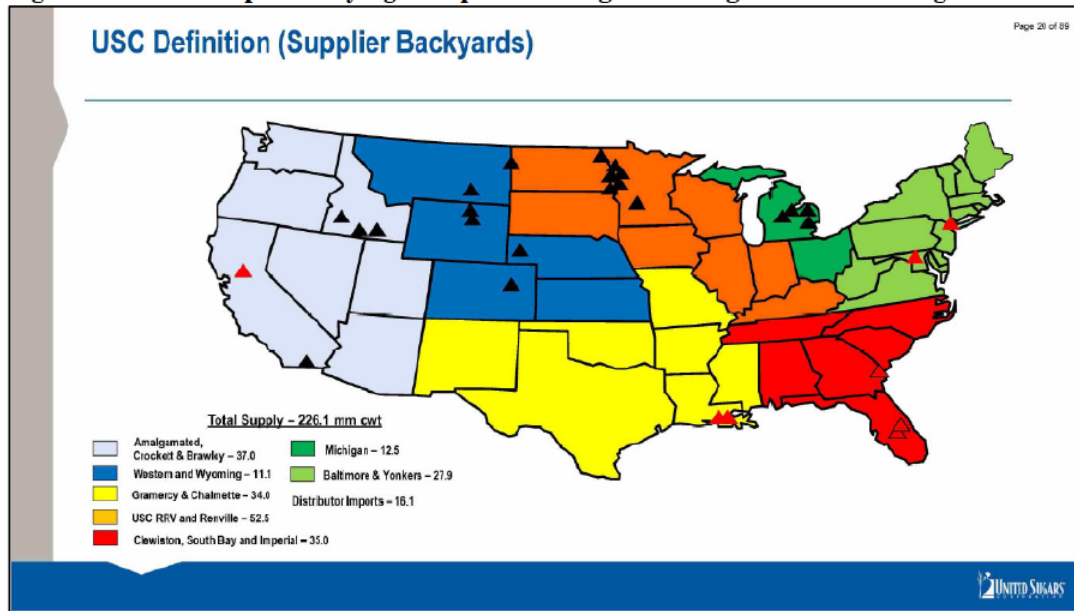 USC Definition (Supplier Backyards)
Page 20 of 89
Total Supply – 226.1 mm cwt
Amalgamated,
Crockett & Brawley – 37.0
Western and Wyoming – 11.1
Gramercy & Chalmette – 34.0
USC RRV and Renville – 52.5
Clewiston, South Bay and Imperial – 35.0
Michigan – 12.5
Baltimore & Yonkers – 27.9
Distributor Imports – 16.1
UNITED SUGARS
CORPORATION